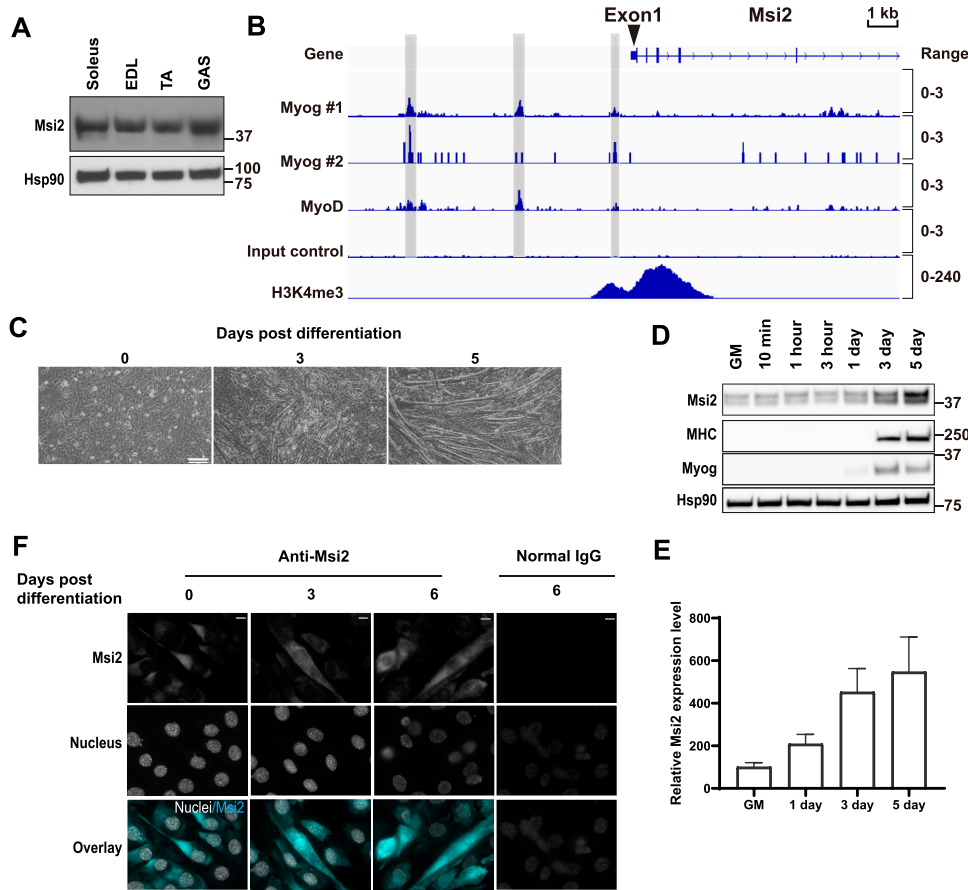 A
Soleus
EDL
TA
GAS
Msi2
37
Hsp90
100
75
B
Exon1
Msi2
1 kb
Gene
Range
Myog #1
0-3
Myog #2
0-3
MyoD
0-3
Input control
0-3
H3K4me3
0-240
C
Days post differentiation
0
3
5
D
GM
10 min
1 hour
3 hour
1 day
3 day
5 day
Msi2
37
MHC
250
37
Myog
Hsp90
75
F
Anti-Msi2
Normal IgG
Days post
differentiation
0
3
6
6
Msi2
Nucleus
Nuclei/Msi2
Overlay
E
Relative Msi2 expression level
800
600
400
200
0
GM
1 day
3 day
5 day